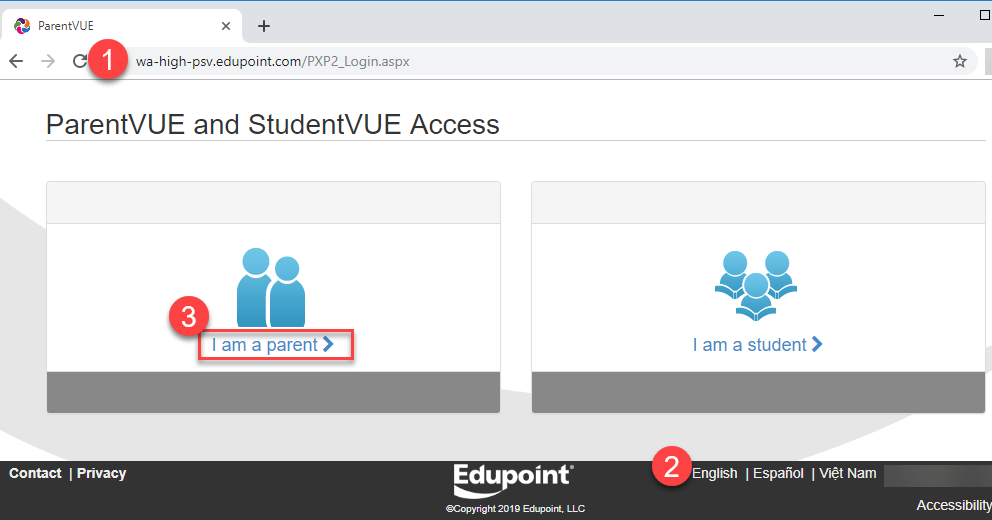 ParentVUE
1
wa-high-psv.edupoint.com/PXP2_Login.aspx
ParentVUE and StudentVUE Access
3
I am a parent
I am a student
Contact | Privacy
Edupoint®
2
English | Español | Việt Nam
©Copyright 2019 Edupoint, LLC
Accessibility